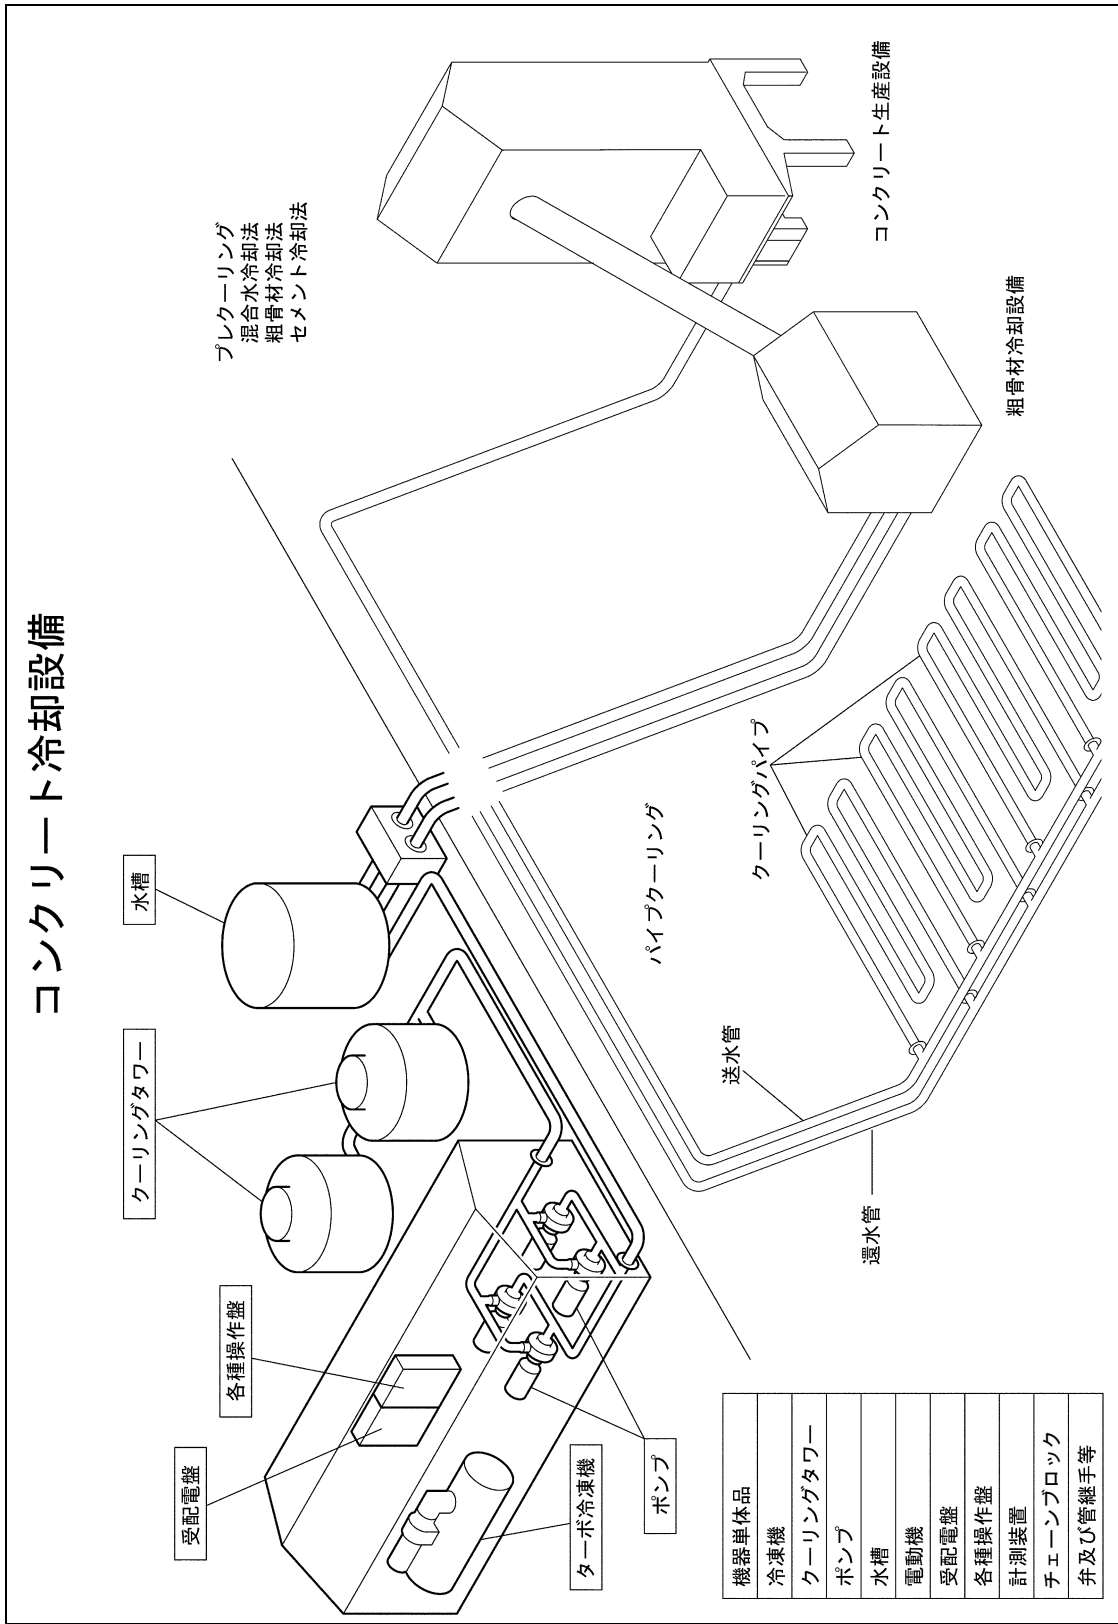 コンクリート冷却設備
プレクーリング
混合水冷却法
粗骨材冷却法
セメント冷却法
コンクリート生産設備
粗骨材冷却設備
水槽
クーリングタワー
各種操作盤
受配電盤
パイプクーリング
クーリングパイプ
送水管
還水管
ターボ冷凍機
ポンプ
機器単体品
冷凍機
クーリングタワー
ポンプ
水槽
電動機
受配電盤
各種操作盤
計測装置
チェーンブロック
弁及び管継手等